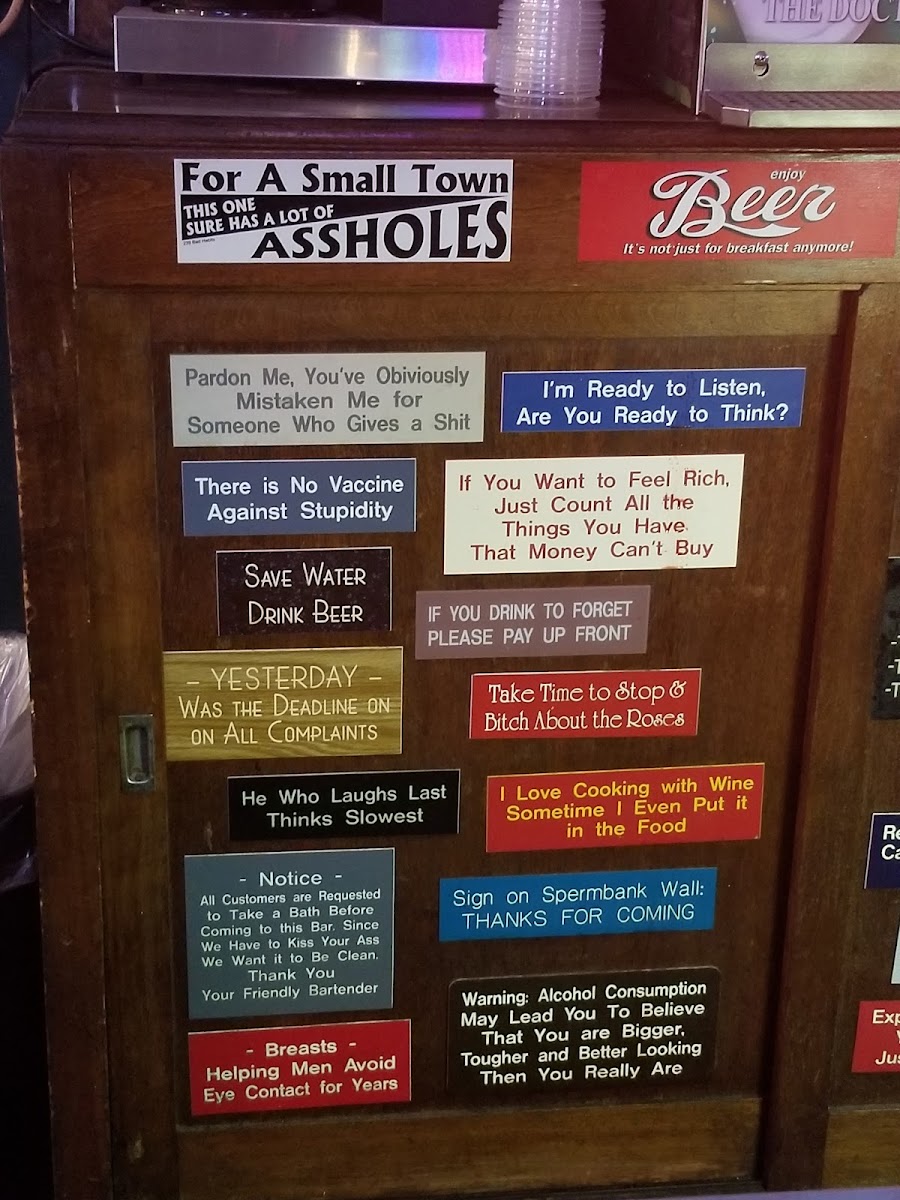 THE DOC
For A Small Town
THIS ONE
SURE HAS A LOT OF
ASSHOLES
enjoy
Beer
It's not just for breakfast anymore!
Pardon Me, You've Obiviously
Mistaken Me for
Someone Who Gives a Shit
I'm Ready to Listen,
Are You Ready to Think?
There is No Vaccine
Against Stupidity
If You Want to Feel Rich,
Just Count All the
Things You Have
That Money Can't Buy
SAVE WATER
DRINK BEER
IF YOU DRINK TO FORGET
PLEASE PAY UP FRONT
- YESTERDAY -
WAS THE DEADLINE ON
ON ALL COMPLAINTS
Take Time to Stop &
Bitch About the Roses
He Who Laughs Last
Thinks Slowest
I Love Cooking with Wine
Sometime I Even Put it
in the Food
- Notice -
All Customers are Requested
to Take a Bath Before
Coming to this Bar. Since
We Have to Kiss Your Ass
We Want it to Be Clean.
Thank You
Your Friendly Bartender
Sign on Spermbank Wall:
THANKS FOR COMING
Warning: Alcohol Consumption
May Lead You To Believe
That You are Bigger,
Tougher and Better Looking
Then You Really Are
- Breasts -
Helping Men Avoid
Eye Contact for Years
-T
-T
Re
Ca
Exp
Jus